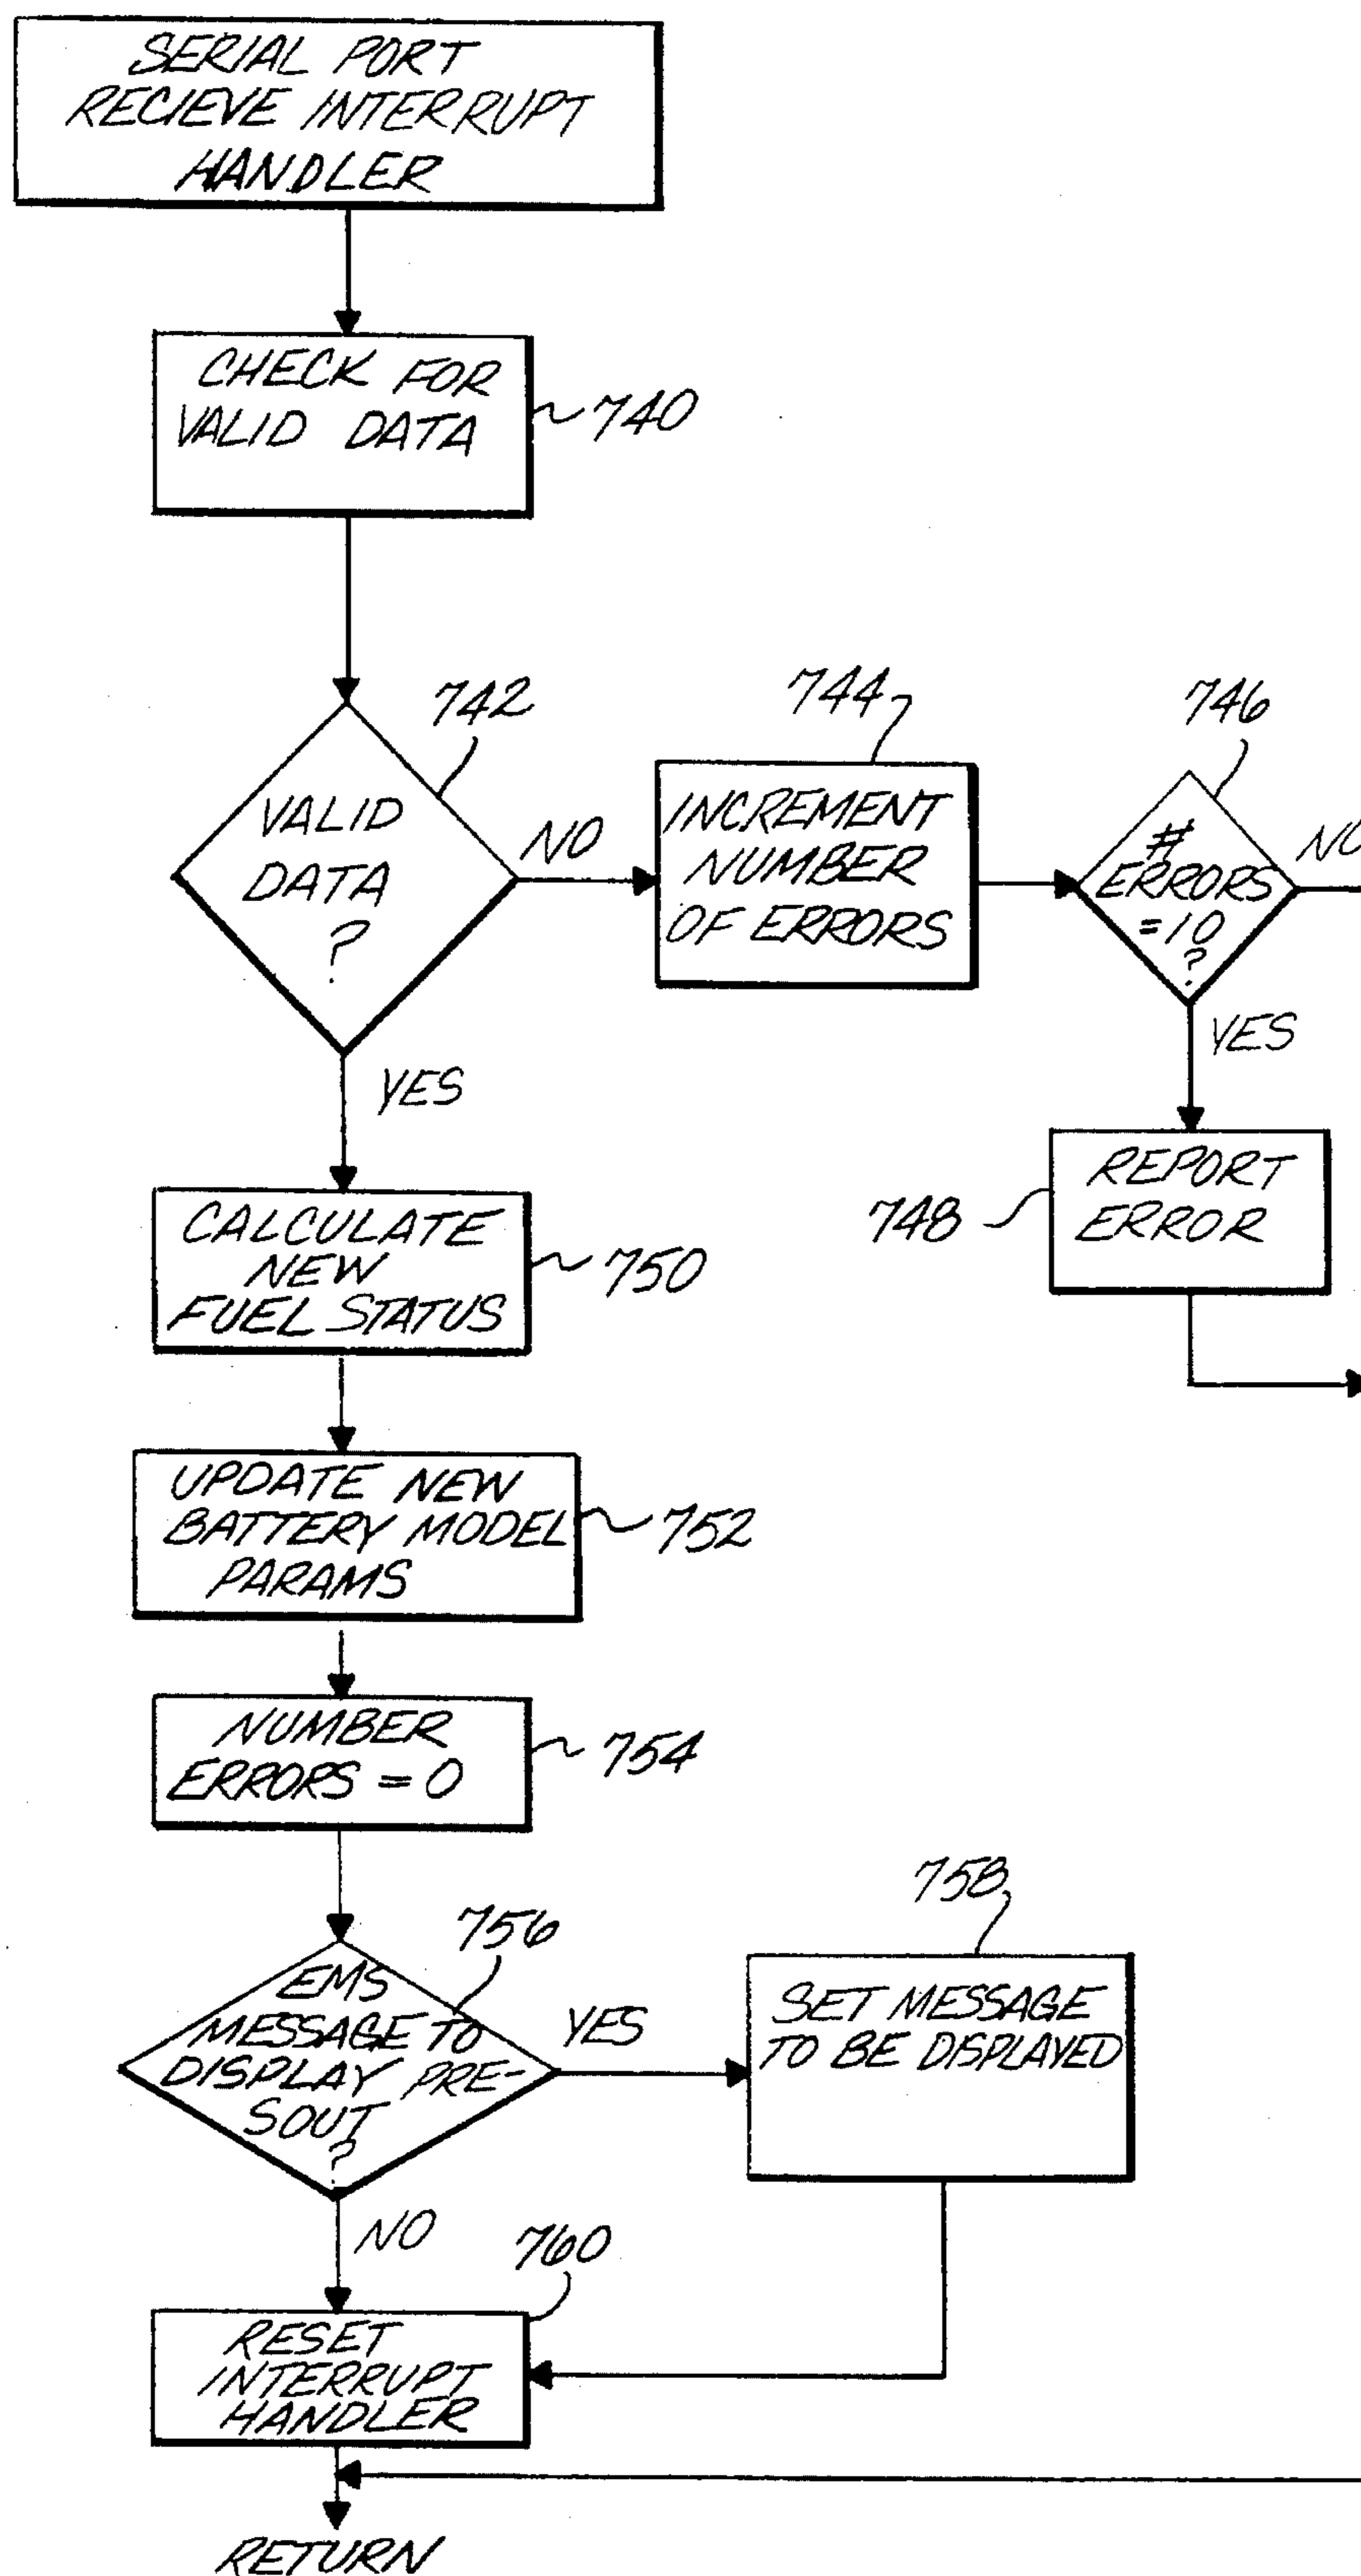 SERIAL PORT
RECIEVE INTERRUPT
HANDLER
CHECK FOR
VALID DATA
740
742
VALID
DATA
?
NO
YES
744
INCREMENT
NUMBER
OF ERRORS
746
#
ERRORS
=10
?
NO
YES
748
REPORT
ERROR
CALCULATE
NEW
FUEL STATUS
750
UPDATE NEW
BATTERY MODEL
PARAMS
752
NUMBER
ERRORS = 0
754
756
EMS
MESSAGE TO
DISPLAY PRE-
SOUT
?
YES
NO
758
SET MESSAGE
TO BE DISPLAYED
760
RESET
INTERRUPT
HANDLER
RETURN